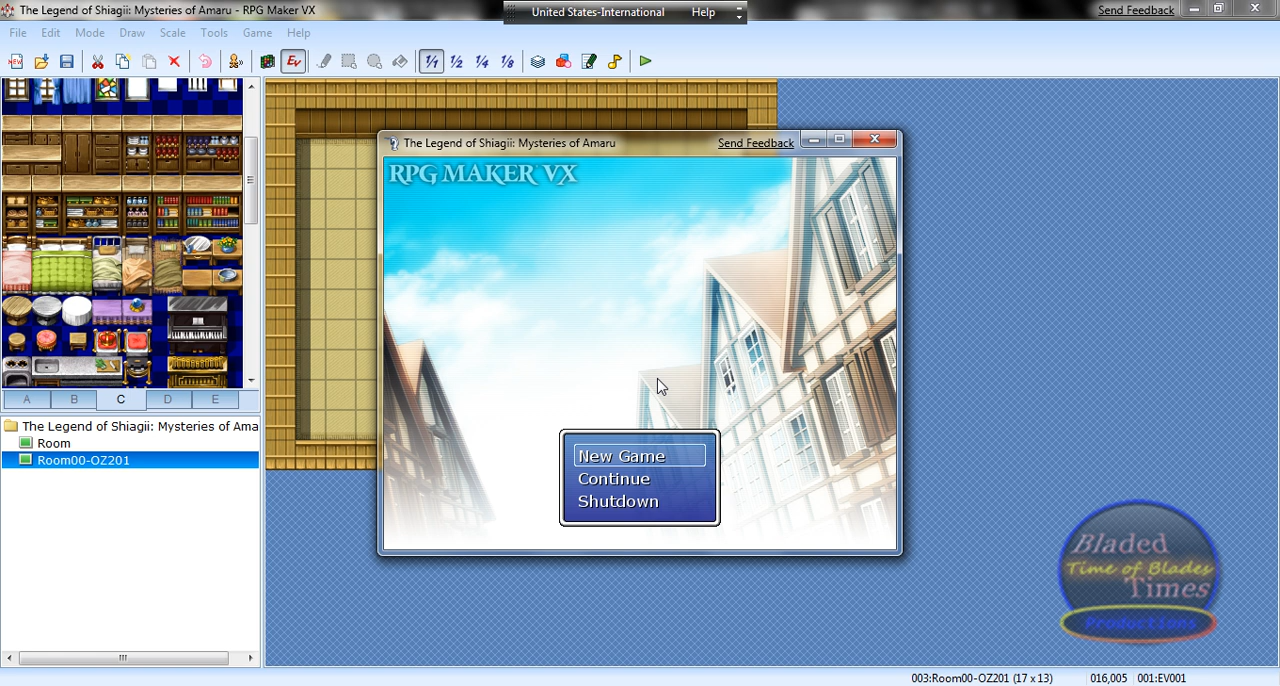 The Legend of Shiagii: Mysteries of Amaru - RPG Maker VX
United States-International Help
Send Feedback
File Edit Mode Draw Scale Tools Game Help
NEW
EV 1/1 1/2 1/4 1/8
The Legend of Shiagii: Mysteries of Amaru
Send Feedback
RPG MAKER VX
New Game
Continue
Shutdown
A B C D E
The Legend of Shiagii: Mysteries of Ama
Room
Room00-OZ201
Bladed
Time of Blades
Times
Productions
003:Room00-OZ201 (17 x 13) 016,005 001:EV001